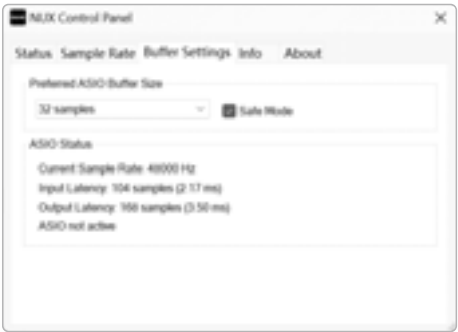 NUX Control Panel
Status Sample Rate Buffer Settings Info About
Preferred ASIO Buffer Size
32 samples Safe Mode
ASIO Status
Current Sample Rate: 48000 Hz
Input Latency: 104 samples (2.17 ms)
Output Latency: 168 samples (3.50 ms)
ASIO not active